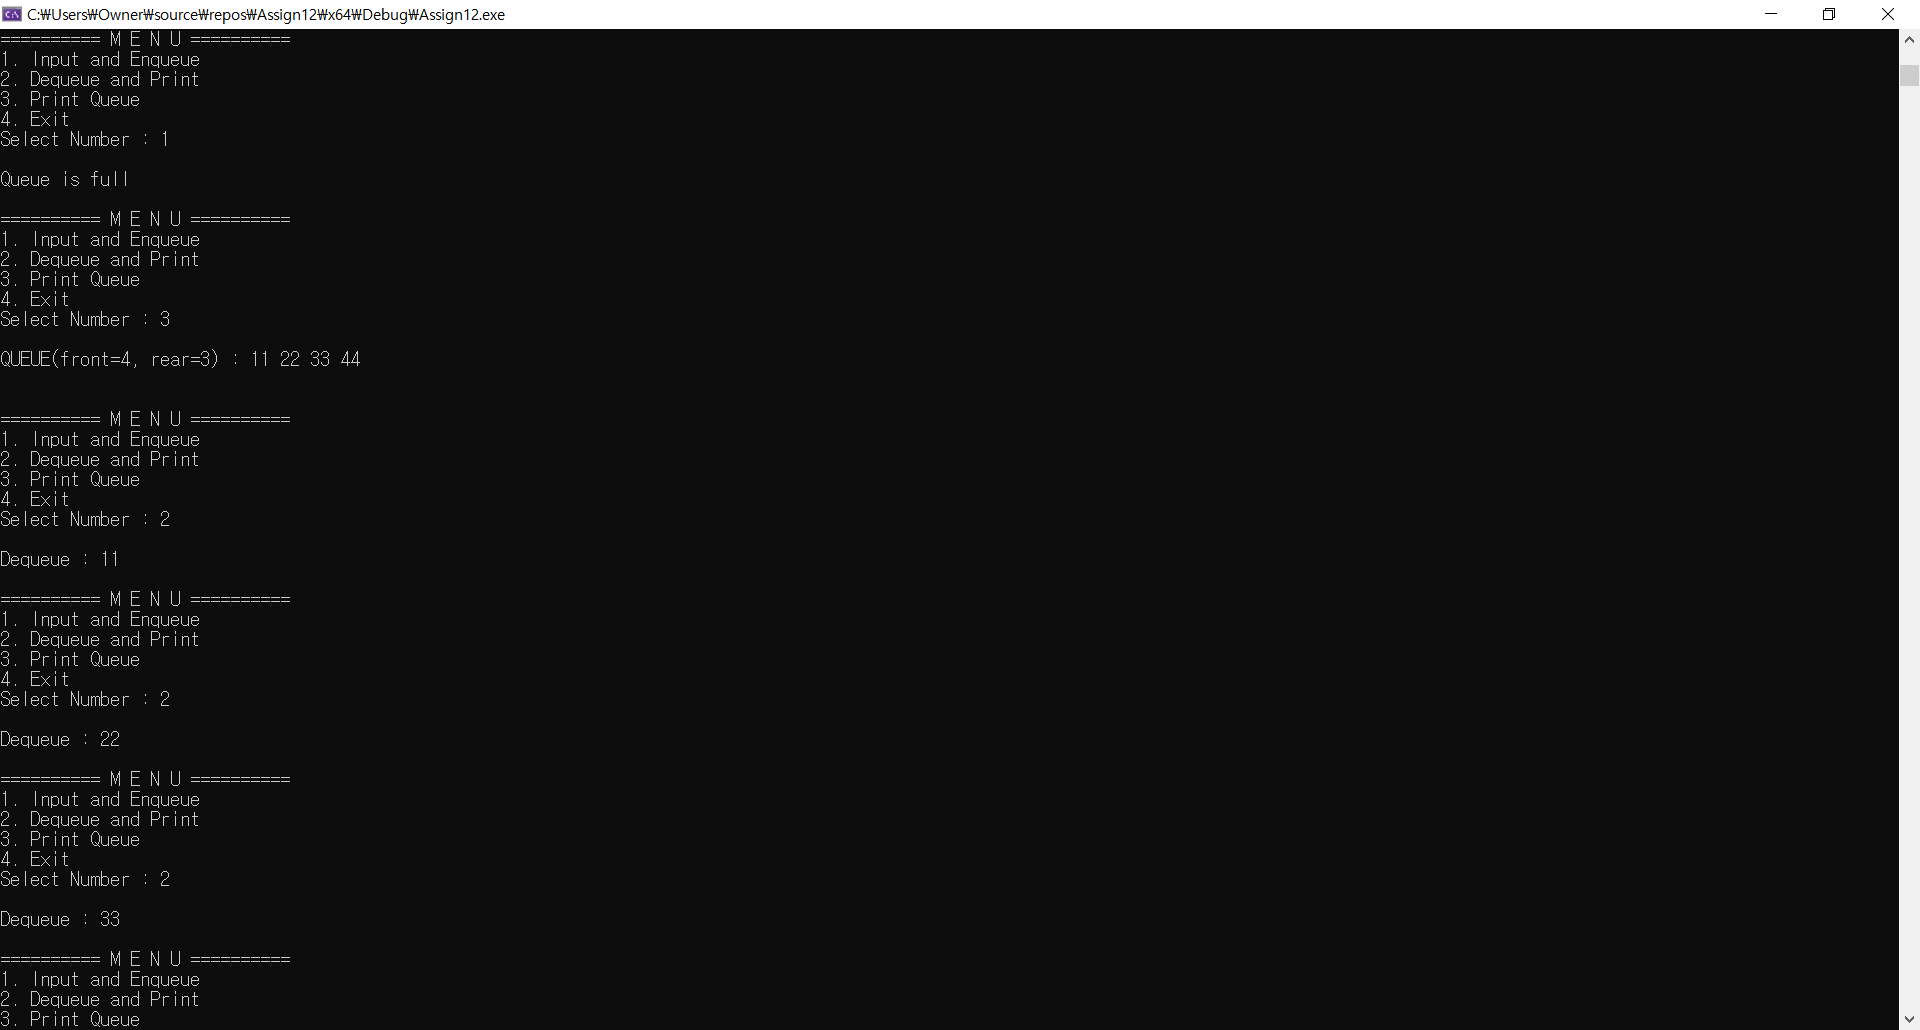 C:₩Users₩Owner₩source₩repos₩Assign12₩x64₩Debug₩Assign12.exe
========== M E N U ==========
1. Input and Enqueue
2. Dequeue and Print
3. Print Queue
4. Exit
Select Number : 1
Queue is full
========== M E N U ==========
1. Input and Enqueue
2. Dequeue and Print
3. Print Queue
4. Exit
Select Number : 3
QUEUE(front=4, rear=3) : 11 22 33 44
========== M E N U ==========
1. Input and Enqueue
2. Dequeue and Print
3. Print Queue
4. Exit
Select Number : 2
Dequeue : 11
========== M E N U ==========
1. Input and Enqueue
2. Dequeue and Print
3. Print Queue
4. Exit
Select Number : 2
Dequeue : 22
========== M E N U ==========
1. Input and Enqueue
2. Dequeue and Print
3. Print Queue
4. Exit
Select Number : 2
Dequeue : 33
========== M E N U ==========
1. Input and Enqueue
2. Dequeue and Print
3. Print Queue